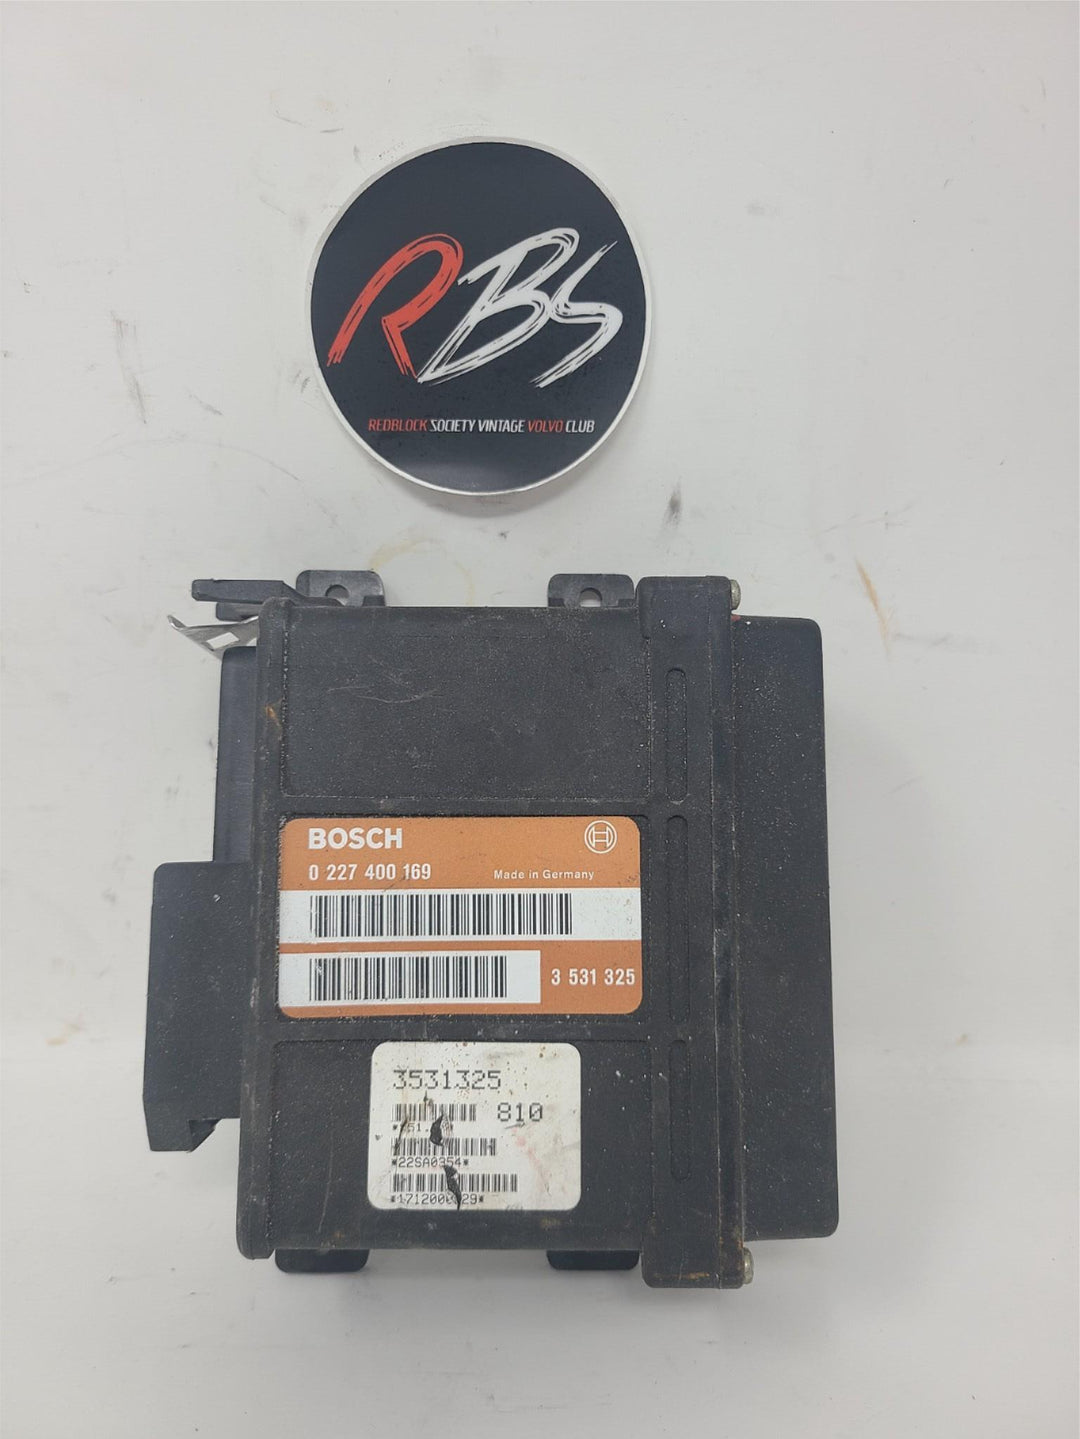 RBS
REDBLOCK SOCIETY VINTAGE VOLVO CLUB
BOSCH
0 227 400 169 Made in Germany
3 531 325
3531325
810
*22SA0354*